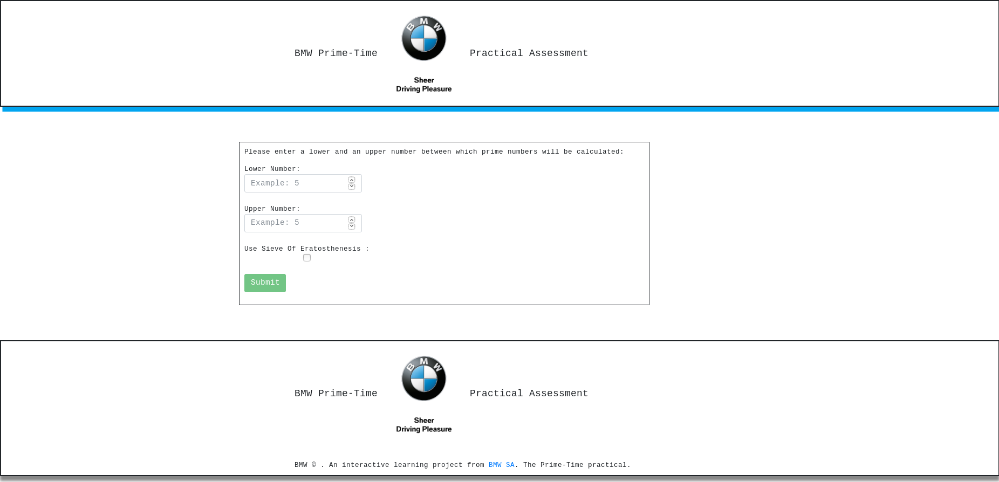 BMW Prime-Time
BMW
Practical Assessment
Sheer
Driving Pleasure
Please enter a lower and an upper number between which prime numbers will be calculated:
Lower Number:
Example: 5
Upper Number:
Example: 5
Use Sieve Of Eratosthenesis :
Submit
BMW Prime-Time
BMW
Practical Assessment
Sheer
Driving Pleasure
BMW © . An interactive learning project from BMW SA. The Prime-Time practical.